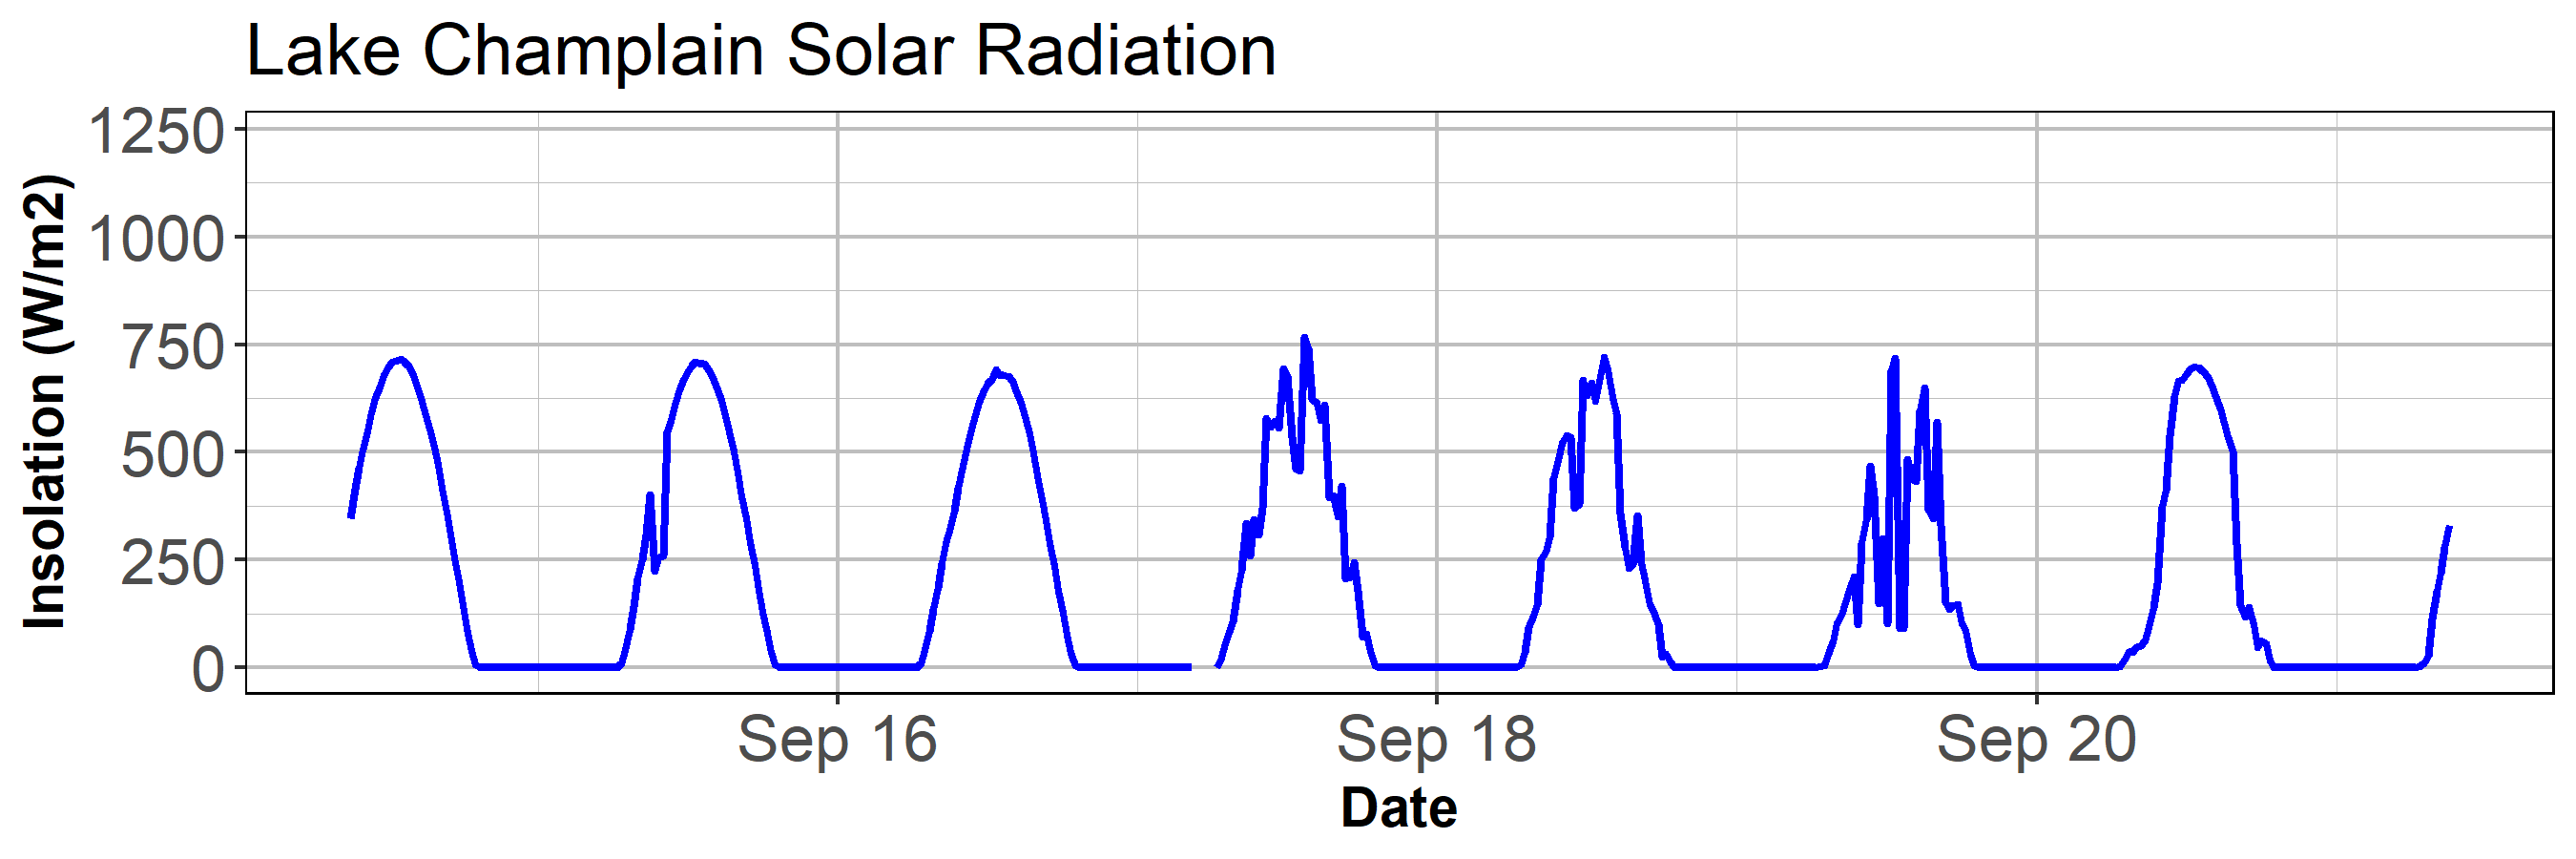 Lake Champlain Solar Radiation
1250
1000
750
500
250
0
Insolation (W/m2)
Sep 16 Sep 18 Sep 20
Date